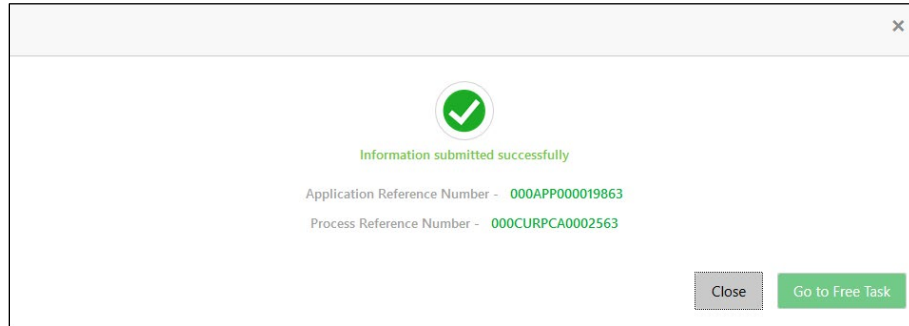 ×
Information submitted successfully
Application Reference Number - 000APP000019863
Process Reference Number - 000CURPCA0002563
Close Go to Free Task